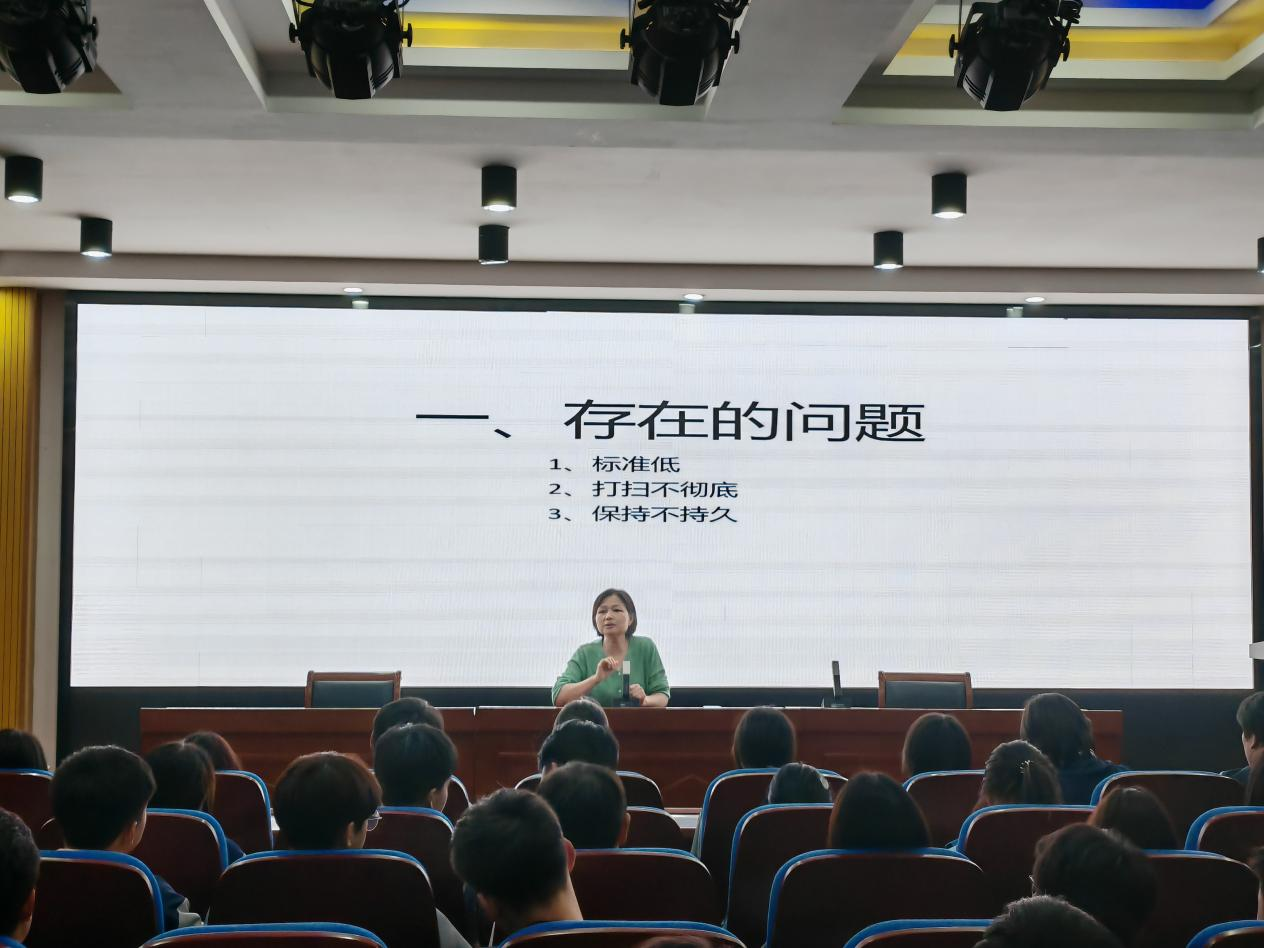 一、 存在的问题
1、 标准低
2、 打扫不彻底
3、 保持不持久